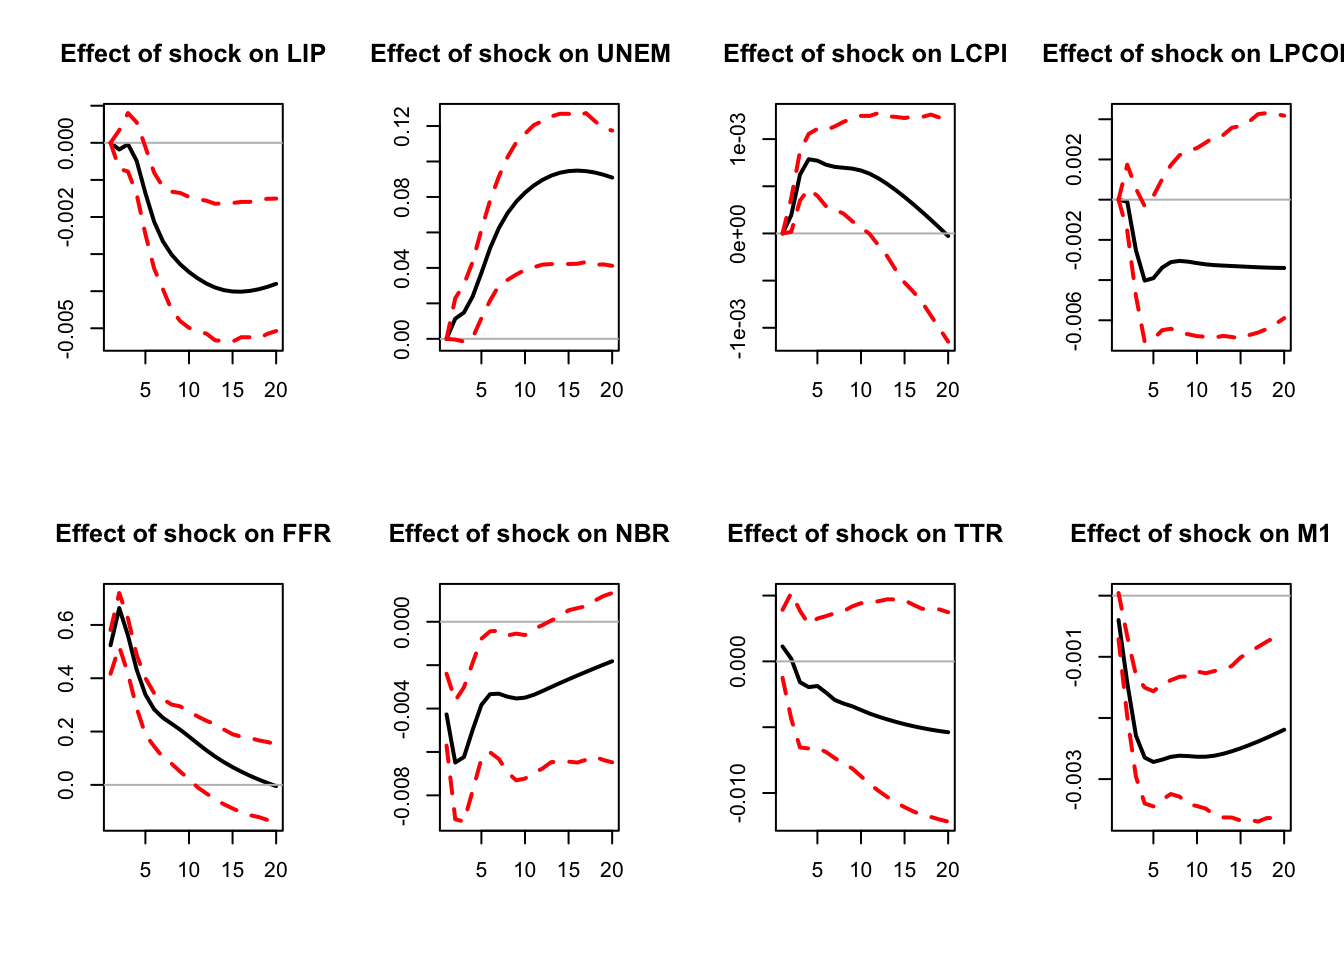 Effect of shock on LIP
0.000
-0.002
-0.005
5 10 15 20
Effect of shock on UNEM
0.12
0.08
0.04
0.00
5 10 15 20
Effect of shock on LCPI
1e-03
0e+00
-1e-03
5 10 15 20
Effect of shock on LPCO
0.002
-0.002
-0.006
5 10 15 20
Effect of shock on FFR
0.6
0.4
0.2
0.0
5 10 15 20
Effect of shock on NBR
0.000
-0.004
-0.008
5 10 15 20
Effect of shock on TTR
0.000
-0.010
5 10 15 20
Effect of shock on M1
-0.001
-0.003
5 10 15 20